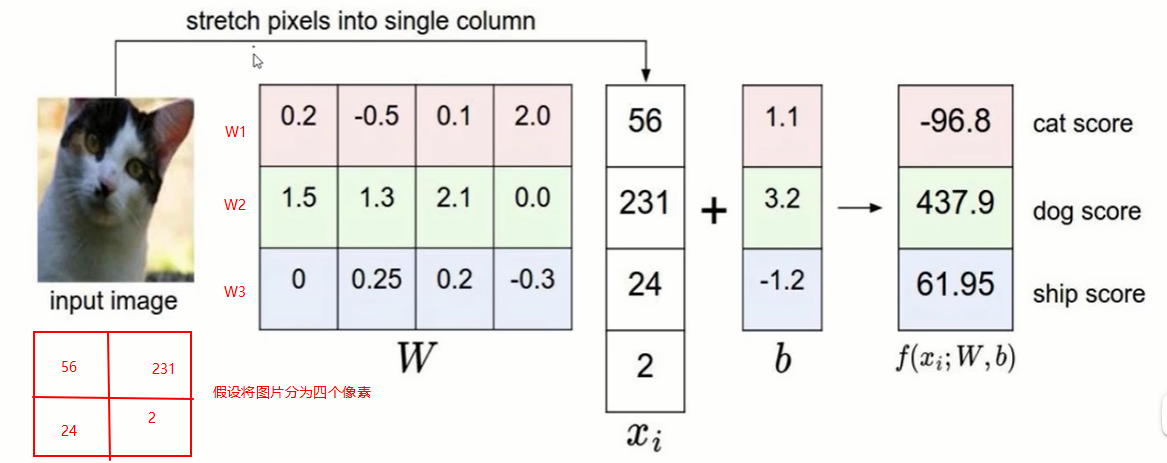 stretch pixels into single column
W1 0.2 -0.5 0.1 2.0 56 1.1 -96.8 cat score
W2 1.5 1.3 2.1 0.0 231 + 3.2 437.9 dog score
W3 0 0.25 0.2 -0.3 24 -1.2 61.95 ship score
input image
W 2 b f(xi; W, b)
xi
56 231
假设将图片分为四个像素
24 2